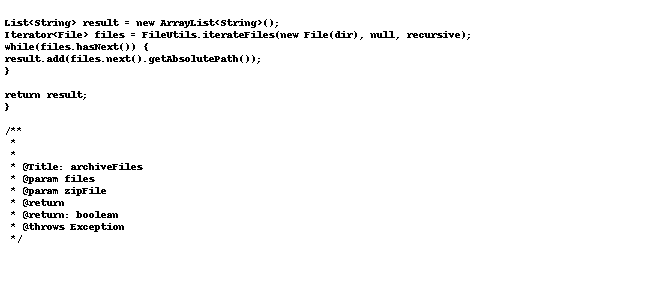 List<String> result = new ArrayList<String>();
Iterator<File> files = FileUtils.iterateFiles(new File(dir), null, recursive);
while(files.hasNext()) {
result.add(files.next().getAbsolutePath());
}
return result;
}
/**
*
*
* @Title: archiveFiles
* @param files
* @param zipFile
* @return
* @return: boolean
* @throws Exception
*/